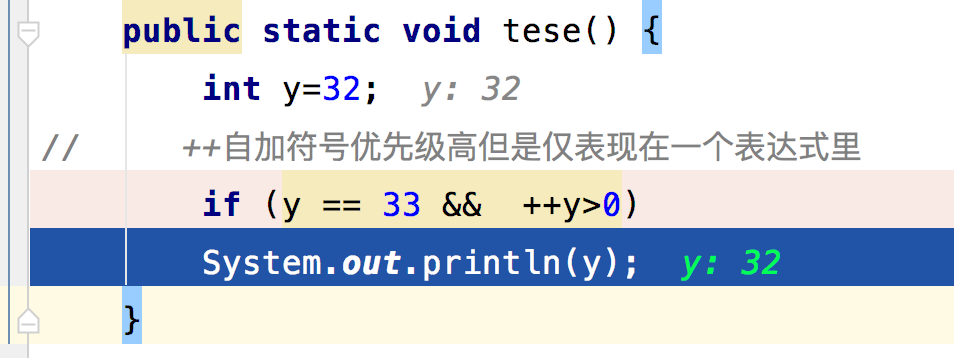 public static void tese() {
int y=32;  y: 32
//      ++自加符号优先级高但是仅表现在一个表达式里
if (y == 33 &&  ++y>0)
System.out.println(y);  y: 32
}